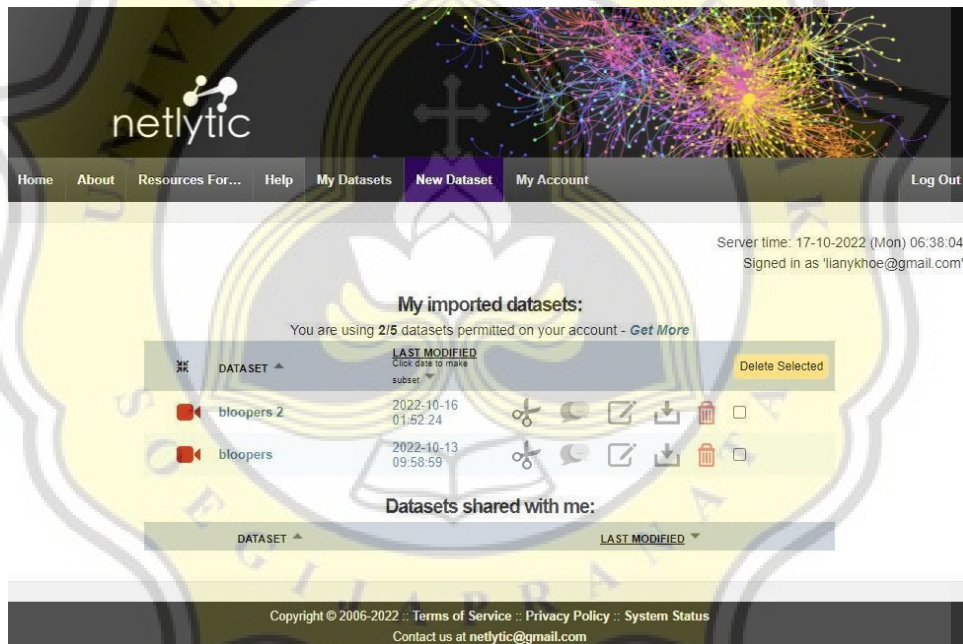 netlytic
Home About Resources For... Help My Datasets New Dataset My Account Log Out
Server time: 17-10-2022 (Mon) 06:38:04
Signed in as 'lianykhoe@gmail.com'
My imported datasets:
You are using 2/5 datasets permitted on your account - Get More
DATASET LAST MODIFIED
Click date to make
subset
Delete Selected
bloopers 2 2022-10-16
01:52:24
bloopers 2022-10-13
09:58:59
Datasets shared with me:
DATASET LAST MODIFIED
Copyright © 2006-2022 :: Terms of Service :: Privacy Policy :: System Status
Contact us at netlytic@gmail.com
SOEGIJAPRANATA